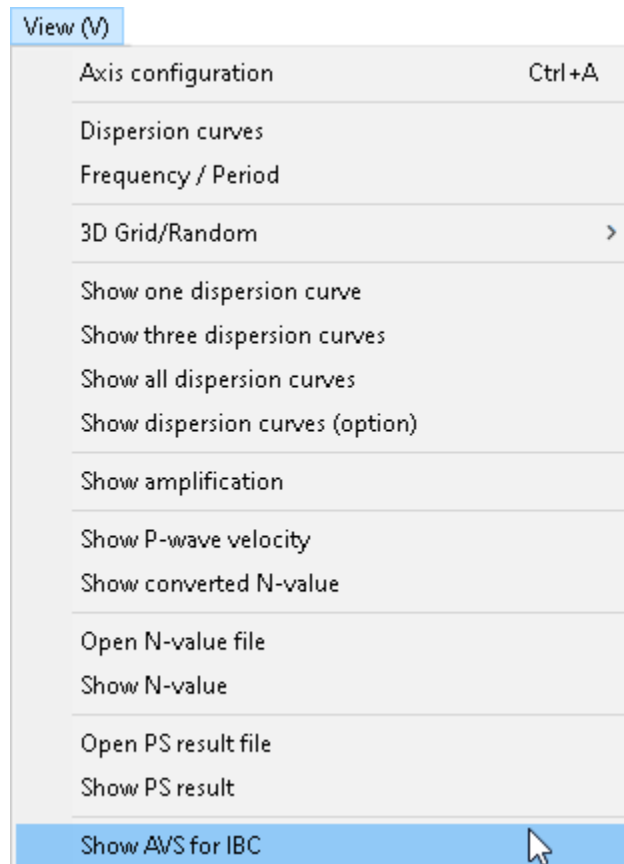 View (V)
Axis configuration Ctrl+A
Dispersion curves
Frequency / Period
3D Grid/Random
Show one dispersion curve
Show three dispersion curves
Show all dispersion curves
Show dispersion curves (option)
Show amplification
Show P-wave velocity
Show converted N-value
Open N-value file
Show N-value
Open PS result file
Show PS result
Show AVS for IBC